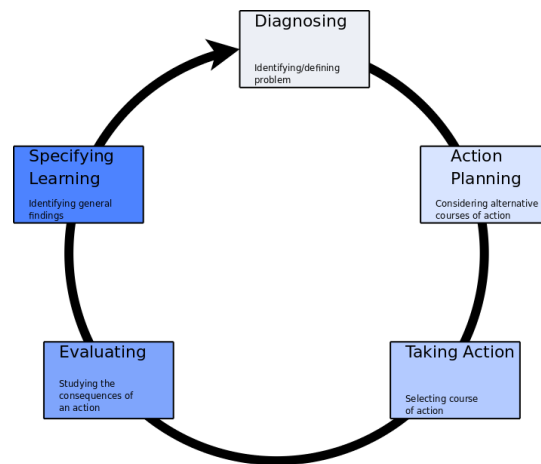 Diagnosing
Identifying/defining
problem
Action
Planning
Considering alternative
courses of action
Taking Action
Selecting course
of action
Evaluating
Studying the
consequences of
an action
Specifying
Learning
Identifying general
findings